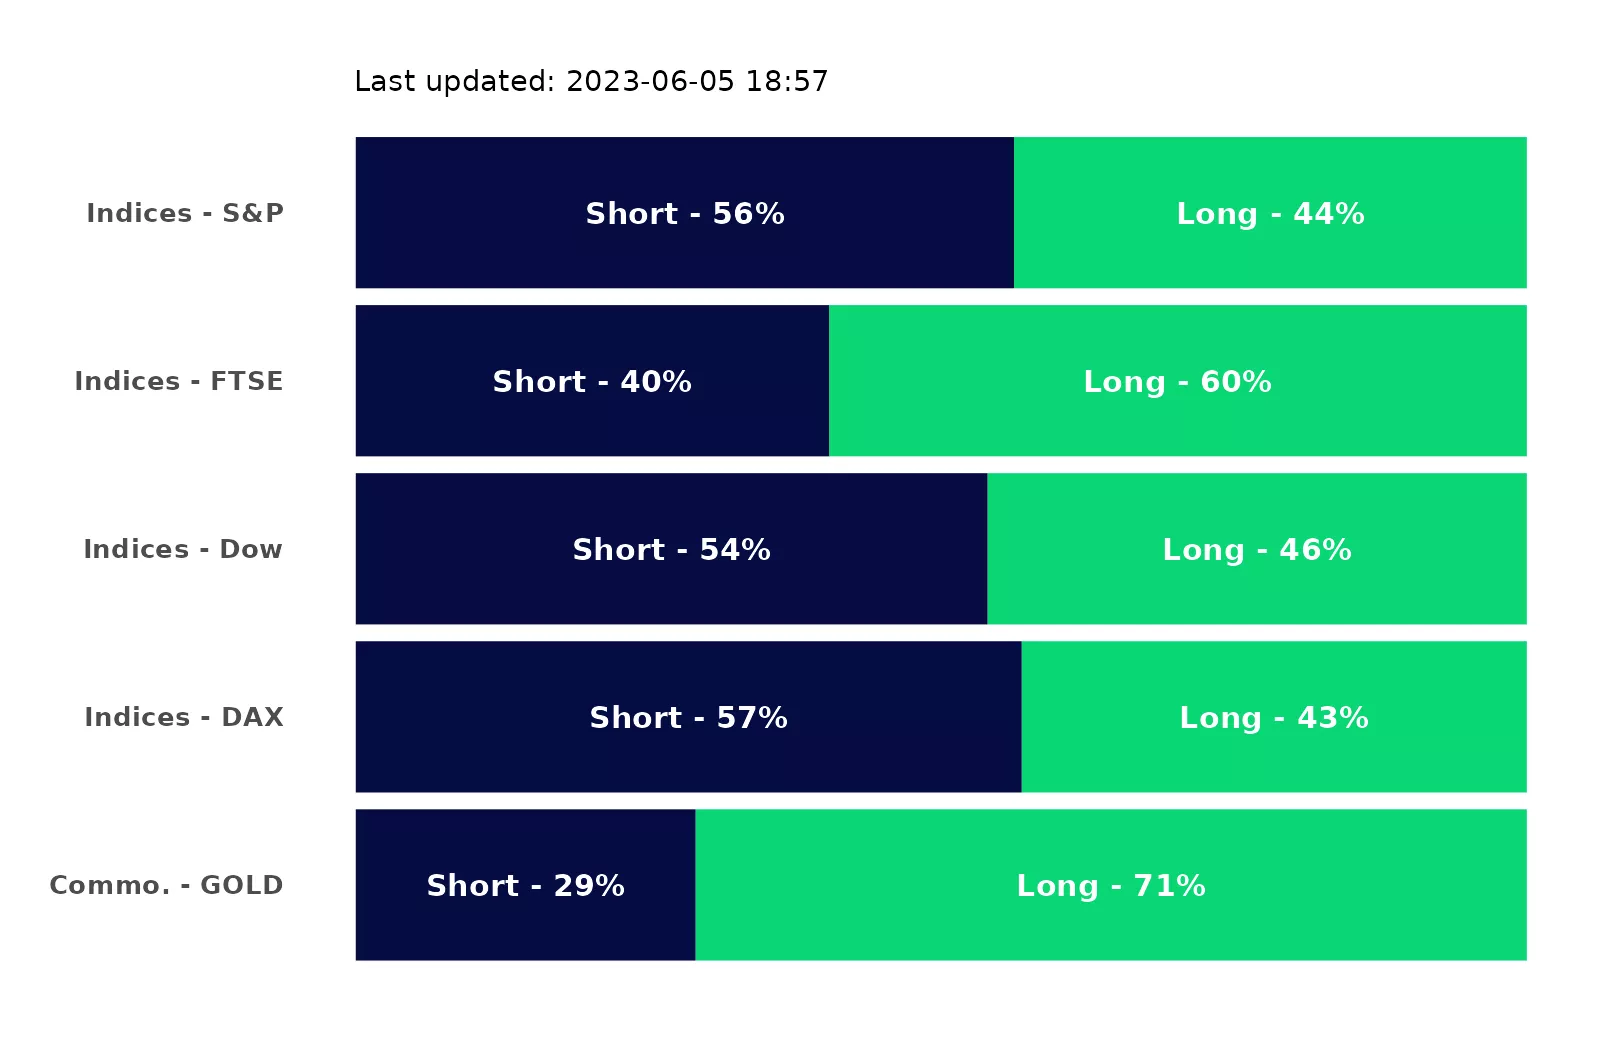 Last updated: 2023-06-05 18:57
Indices - S&P Short - 56% Long - 44%
Indices - FTSE Short - 40% Long - 60%
Indices - Dow Short - 54% Long - 46%
Indices - DAX Short - 57% Long - 43%
Commo. - GOLD Short - 29% Long - 71%